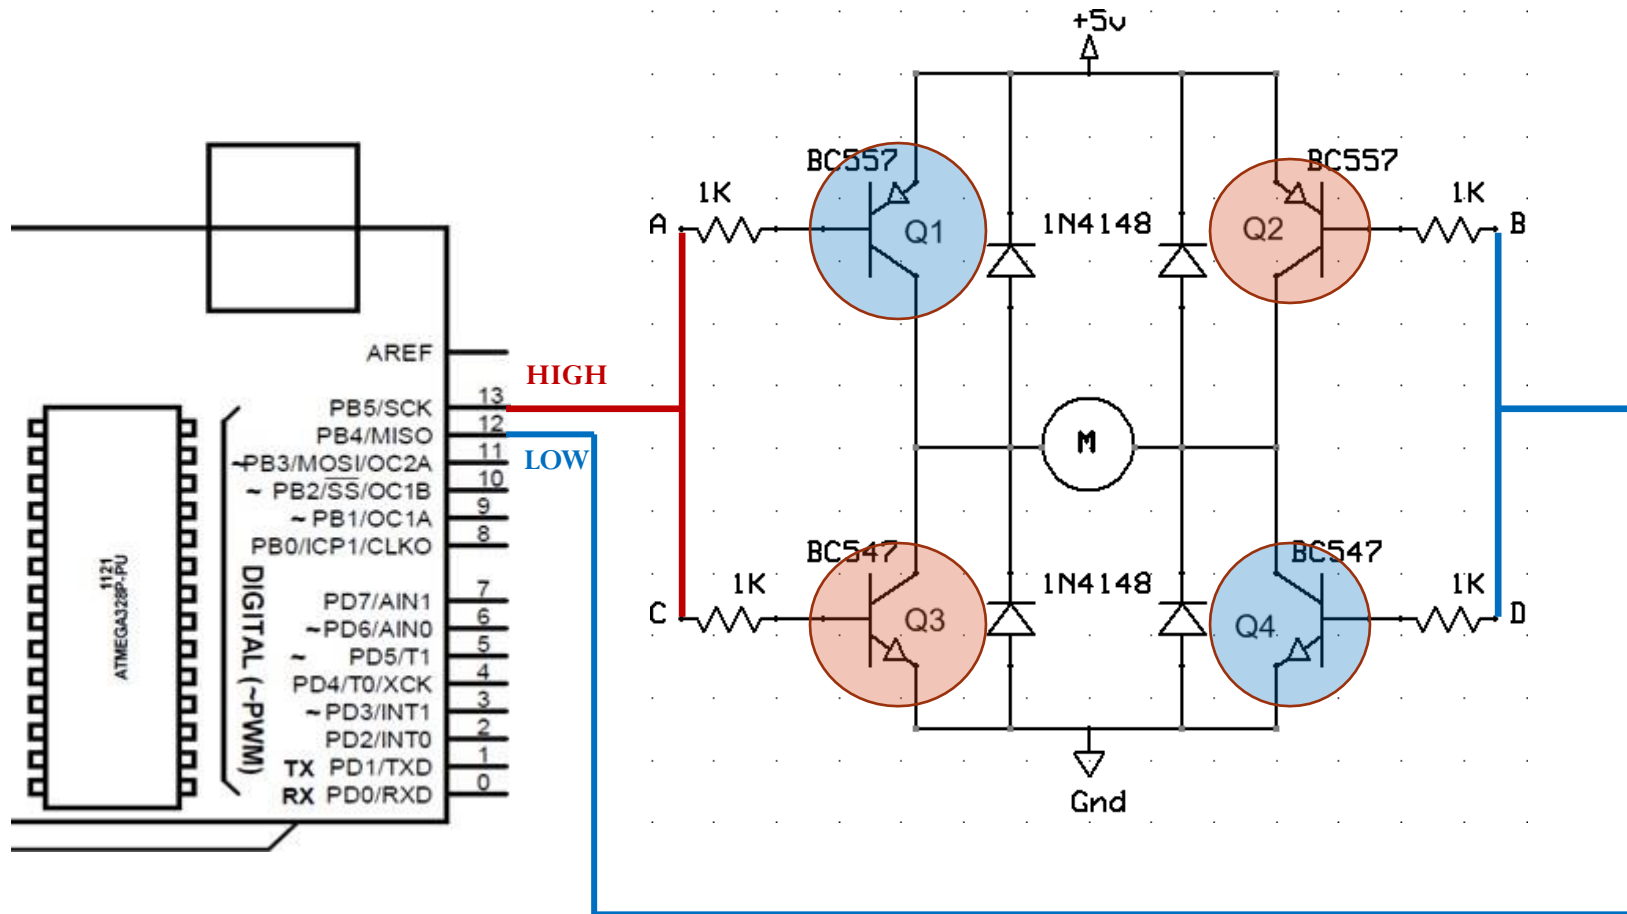 +5v
BC557
BC557
1K
1K
A
Q1
1N4148
Q2
B
AREF
HIGH
PB5/SCK 13
PB4/MISO 12
LOW
~PB3/MOSI/OC2A 11
~ PB2/SS/OC1B 10
~ PB1/OC1A 9
PB0/ICP1/CLKO 8
M
BC547
BC547
1K
1N4148
1K
C
Q3
Q4
D
PD7/AIN1 7
~PD6/AIN0 6
~ PD5/T1 5
PD4/T0/XCK 4
~PD3/INT1 3
PD2/INT0 2
TX PD1/TXD 1
RX PD0/RXD 0
DIGITAL (~PWM)
1121
ATMEGA328P-PU
Gnd